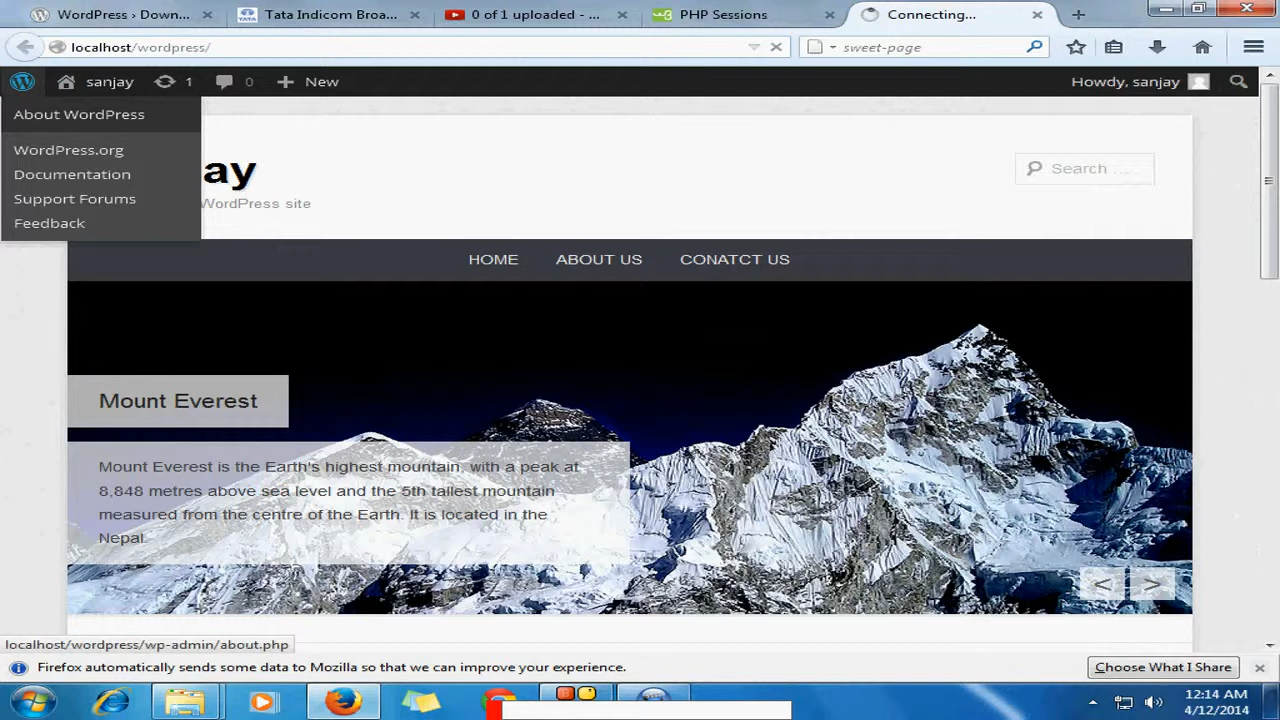 WordPress › Down...
Tata Indicom Broa...
0 of 1 uploaded - ...
PHP Sessions
Connecting...
localhost/wordpress/
sweet-page
sanjay
1
0
New
Howdy, sanjay
About WordPress
WordPress.org
Documentation
Support Forums
Feedback
ay
WordPress site
Search ...
HOME
ABOUT US
CONATCT US
Mount Everest
Mount Everest is the Earth's highest mountain, with a peak at
8,848 metres above sea level and the 5th tallest mountain
measured from the centre of the Earth. It is located in the
Nepal.
<
>
localhost/wordpress/wp-admin/about.php
Firefox automatically sends some data to Mozilla so that we can improve your experience.
Choose What I Share
12:14 AM
4/12/2014